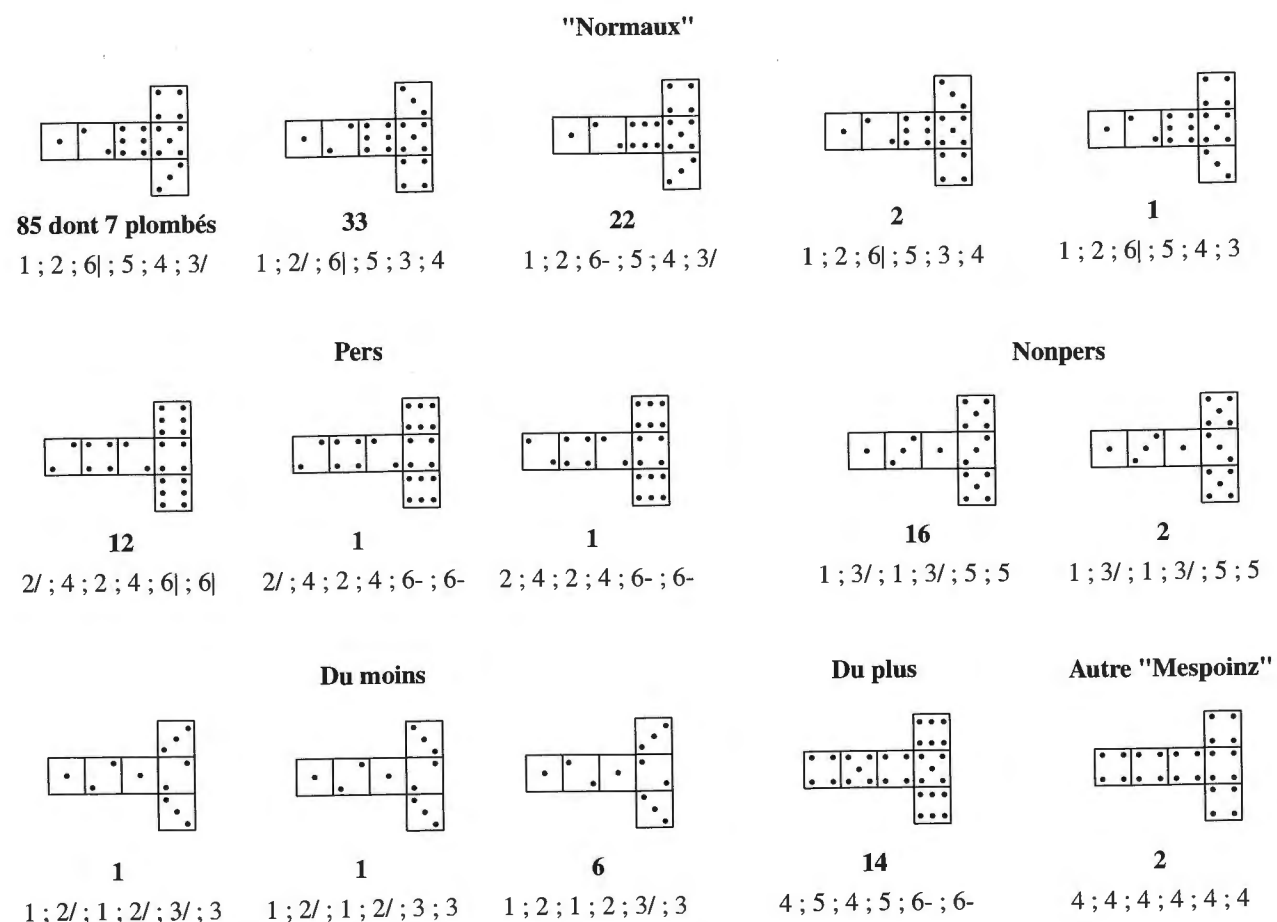 "Normaux"
85 dont 7 plombés
33
22
2
1
1 ; 2 ; 6| ; 5 ; 4 ; 3/
1 ; 2/ ; 6| ; 5 ; 3 ; 4
1 ; 2 ; 6- ; 5 ; 4 ; 3/
1 ; 2 ; 6| ; 5 ; 3 ; 4
1 ; 2 ; 6| ; 5 ; 4 ; 3
Pers
Nonpers
12
1
1
16
2
2/ ; 4 ; 2 ; 4 ; 6| ; 6|
2/ ; 4 ; 2 ; 4 ; 6- ; 6-
2 ; 4 ; 2 ; 4 ; 6- ; 6-
1 ; 3/ ; 1 ; 3/ ; 5 ; 5
1 ; 3/ ; 1 ; 3/ ; 5 ; 5
Du moins
Du plus
Autre "Mespoinz"
1
1
6
14
2
1 ; 2/ ; 1 ; 2/ ; 3/ ; 3
1 ; 2/ ; 1 ; 2/ ; 3 ; 3
1 ; 2 ; 1 ; 2 ; 3/ ; 3
4 ; 5 ; 4 ; 5 ; 6- ; 6-
4 ; 4 ; 4 ; 4 ; 4 ; 4